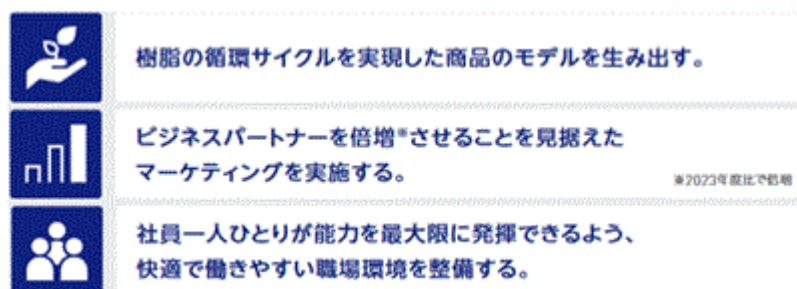 樹脂の循環サイクルを実現した商品のモデルを生み出す。
ビジネスパートナーを倍増※させることを見据えた
マーケティングを実施する。
※2023年度比で倍増
社員一人ひとりが能力を最大限に発揮できるよう、
快適で働きやすい職場環境を整備する。